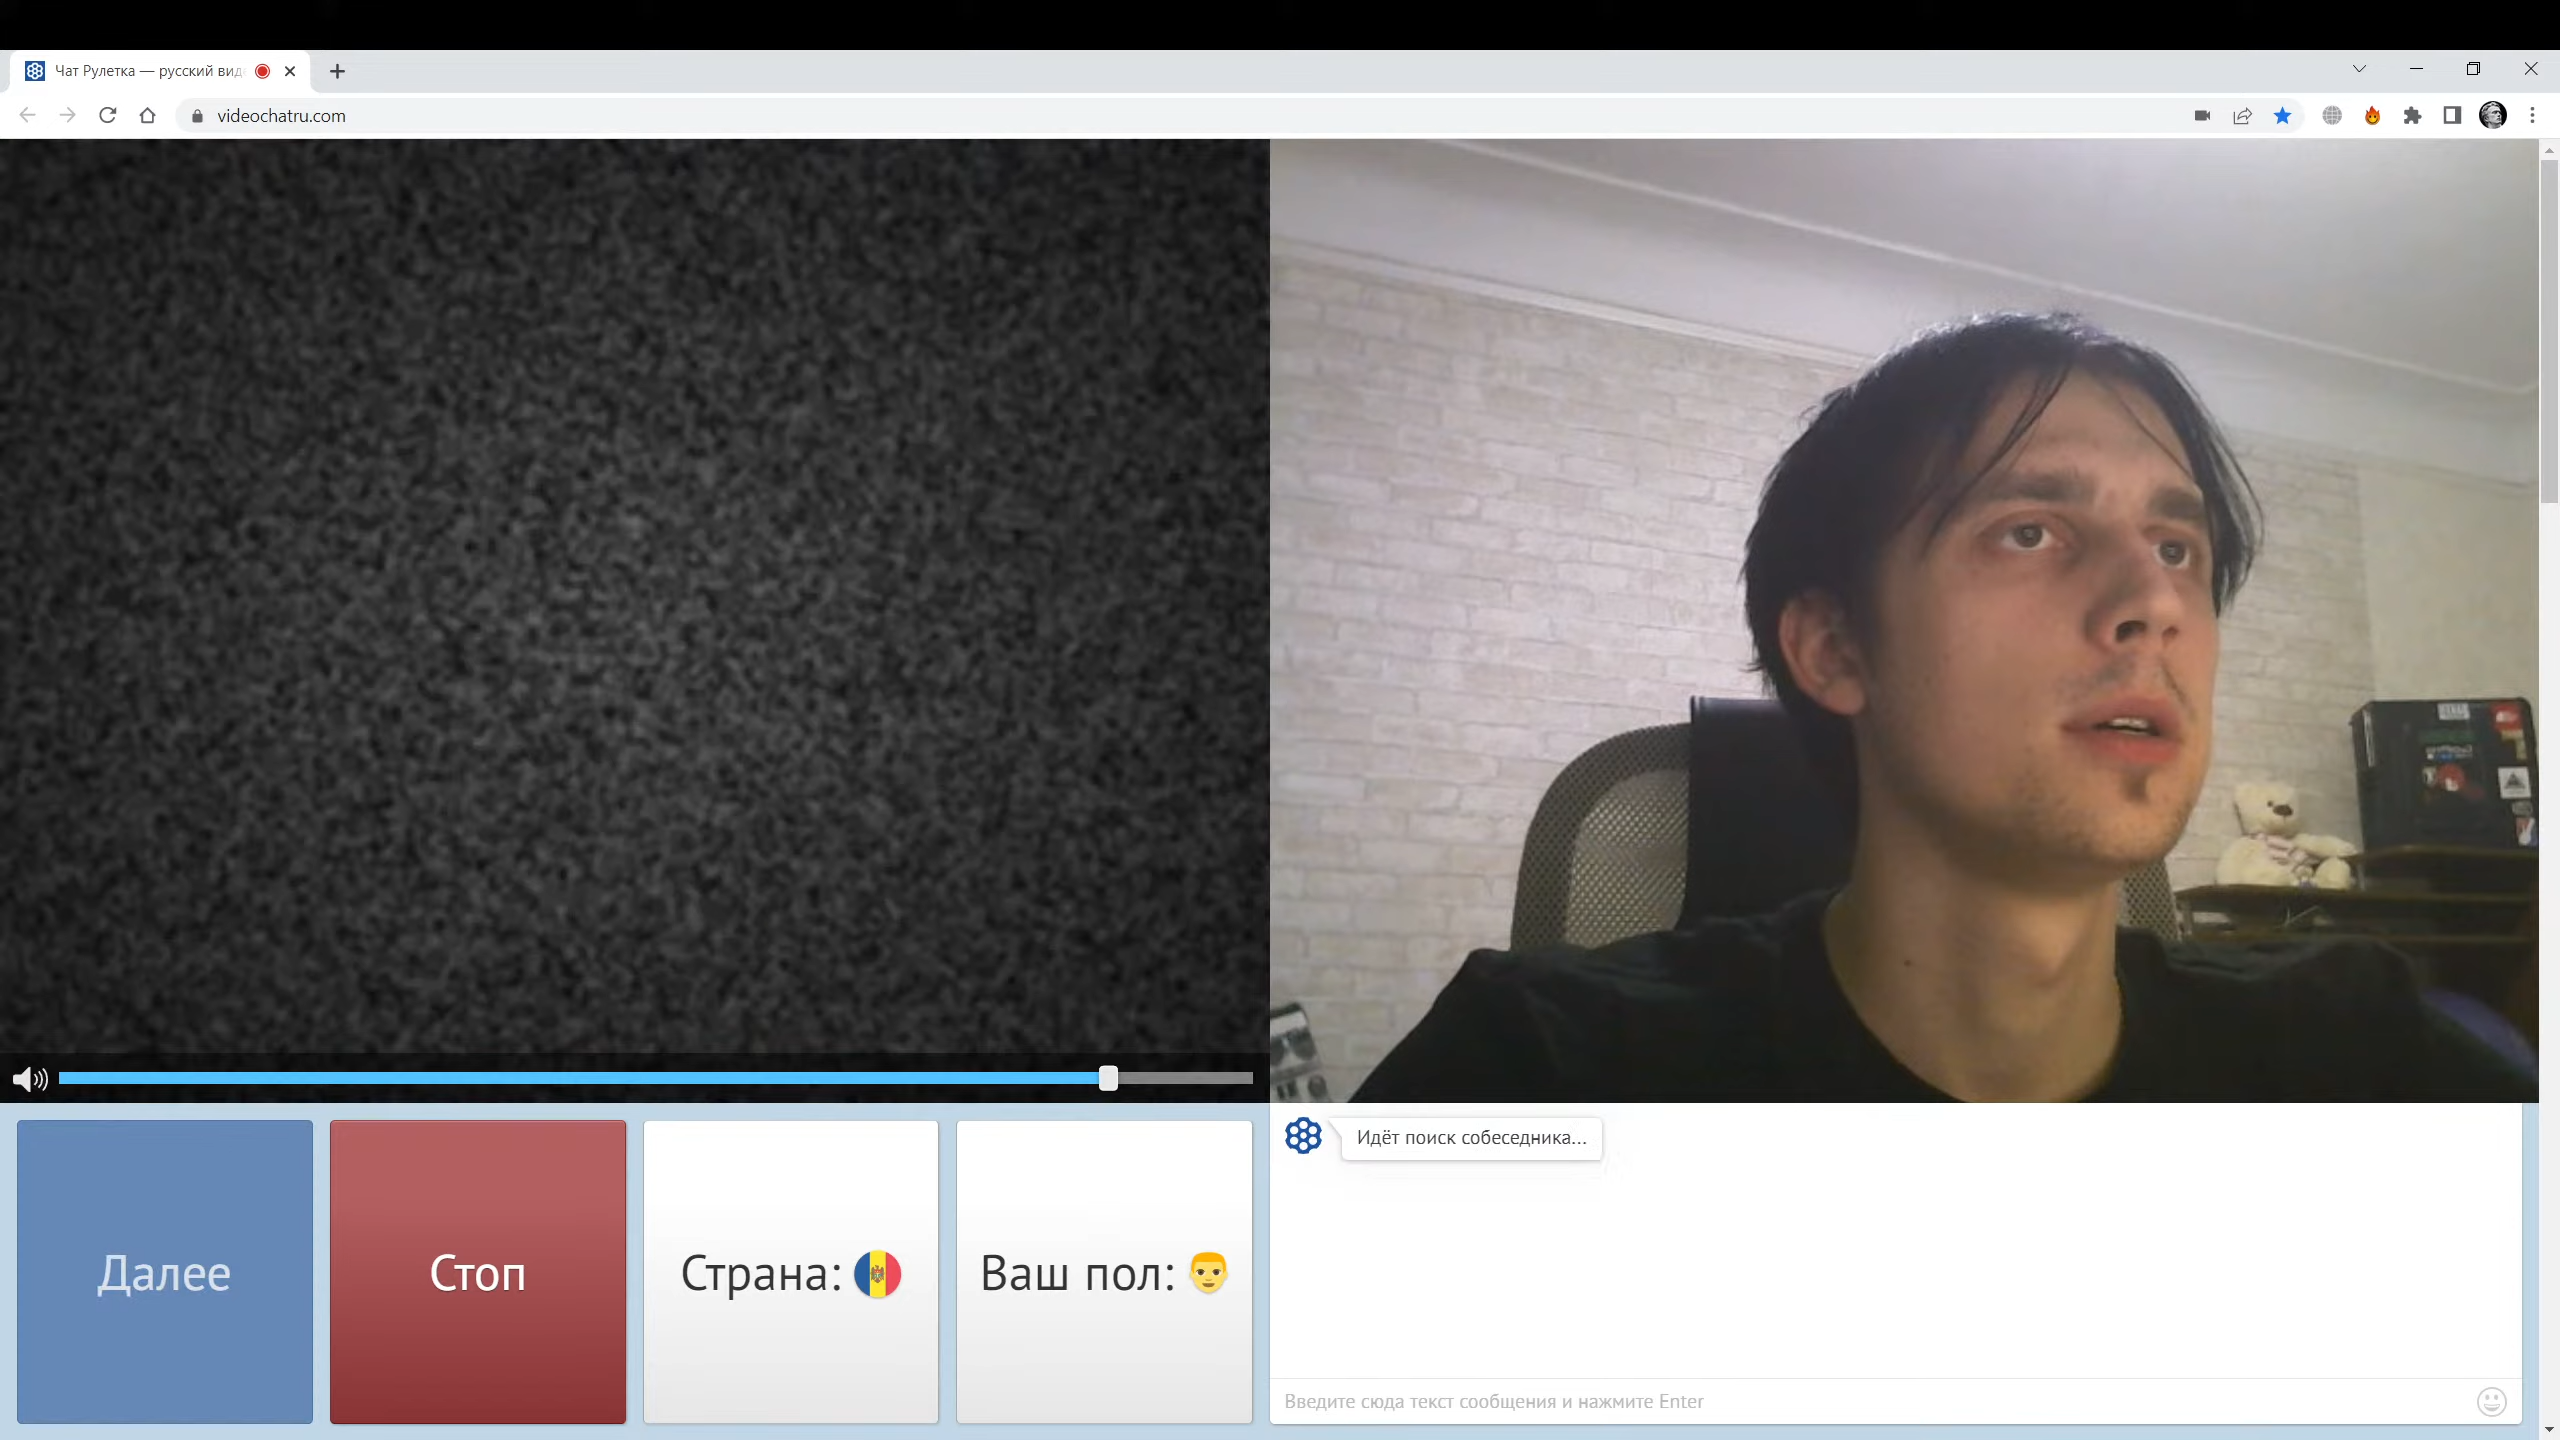 Чат Рулетка — русский вид
videochatru.com
Идёт поиск собеседника...
Далее
Стоп
Страна:
Ваш пол:
Введите сюда текст сообщения и нажмите Enter